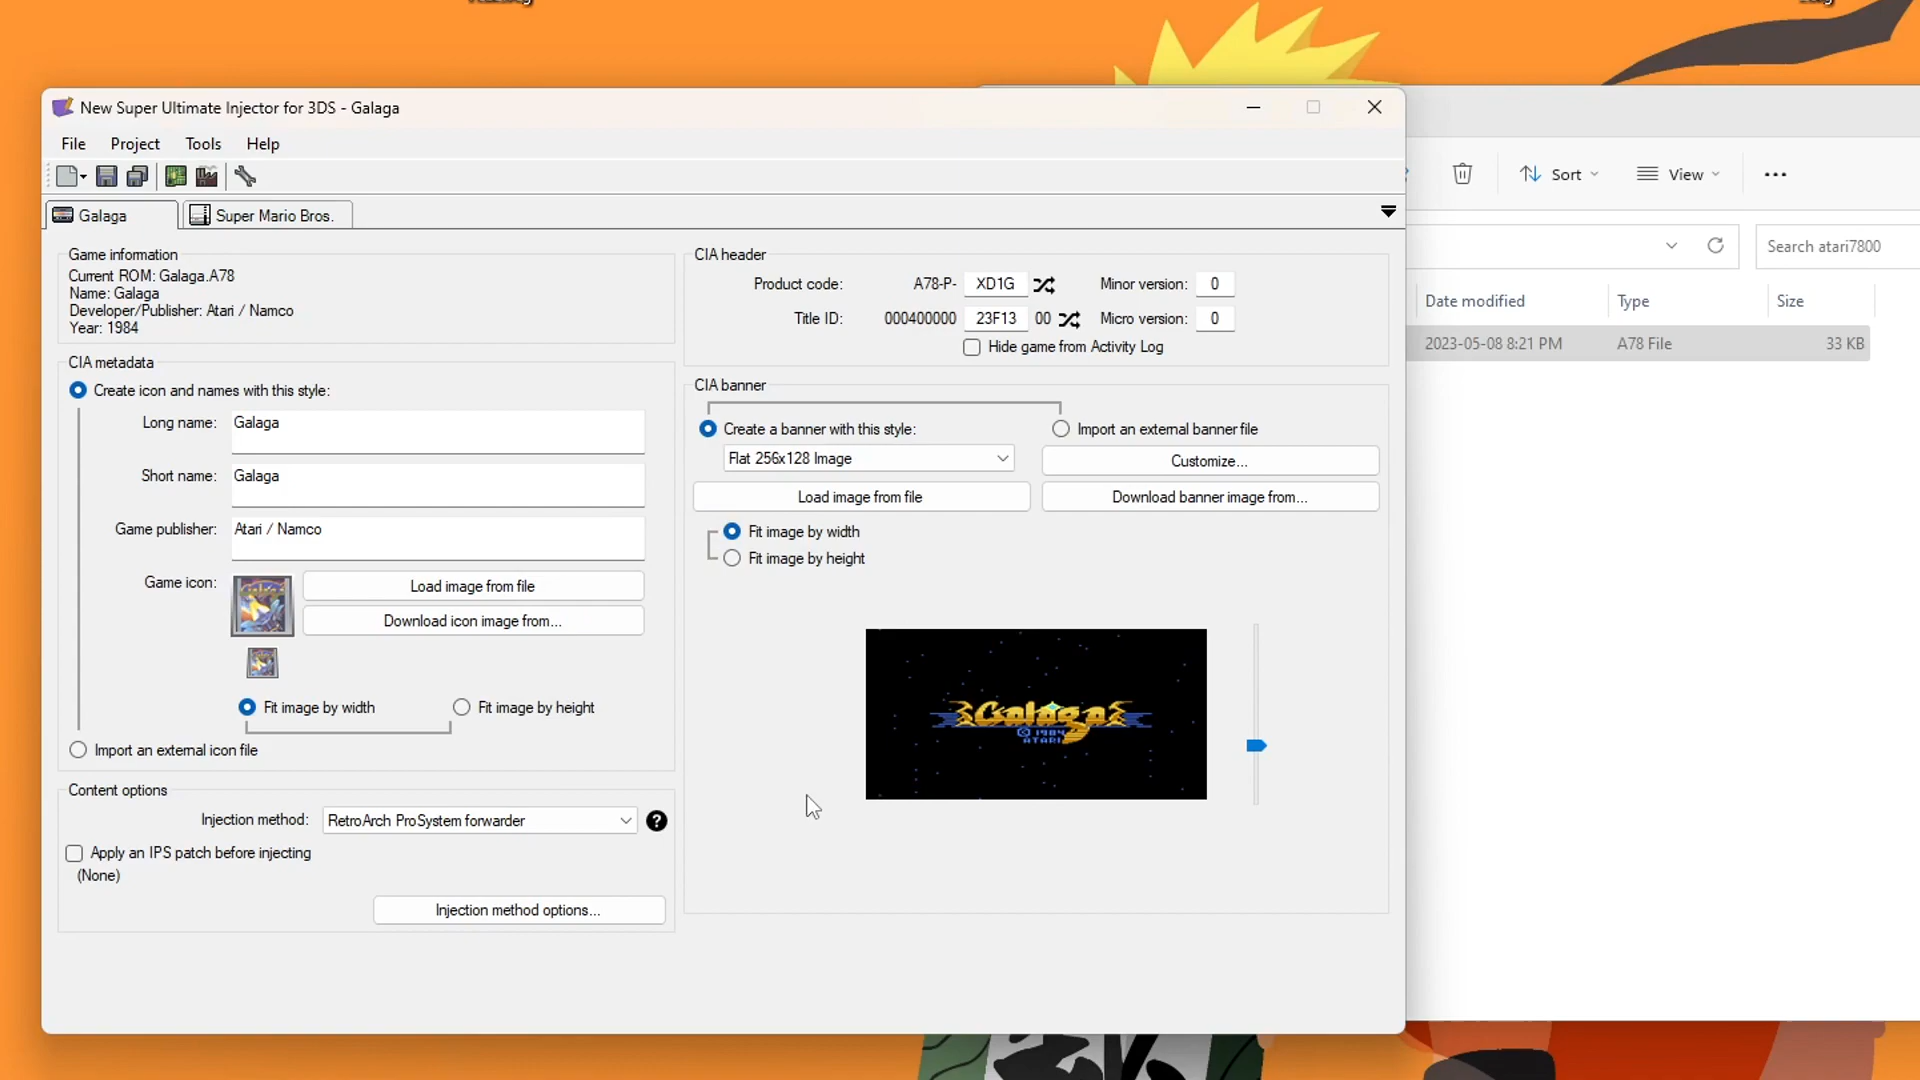 New Super Ultimate Injector for 3DS - Galaga
File Project Tools Help
Galaga Super Mario Bros.
Game information
Current ROM: Galaga.A78
Name: Galaga
Developer/Publisher: Atari / Namco
Year: 1984
CIA metadata
Create icon and names with this style:
Long name: Galaga
Short name: Galaga
Game publisher: Atari / Namco
Game icon:
Load image from file
Download icon image from...
Fit image by width Fit image by height
Import an external icon file
Content options
Injection method: RetroArch ProSystem forwarder
Apply an IPS patch before injecting
(None)
Injection method options...
CIA header
Product code: A78-P- XD1G Minor version: 0
Title ID: 000400000 23F13 00 Micro version: 0
Hide game from Activity Log
CIA banner
Create a banner with this style: Import an external banner file
Flat 256x128 Image Customize...
Load image from file Download banner image from...
Fit image by width
Fit image by height
Galaga
© 1984
ATARI
Sort View
Search atari7800
Date modified Type Size
2023-05-08 8:21 PM A78 File 33 KB